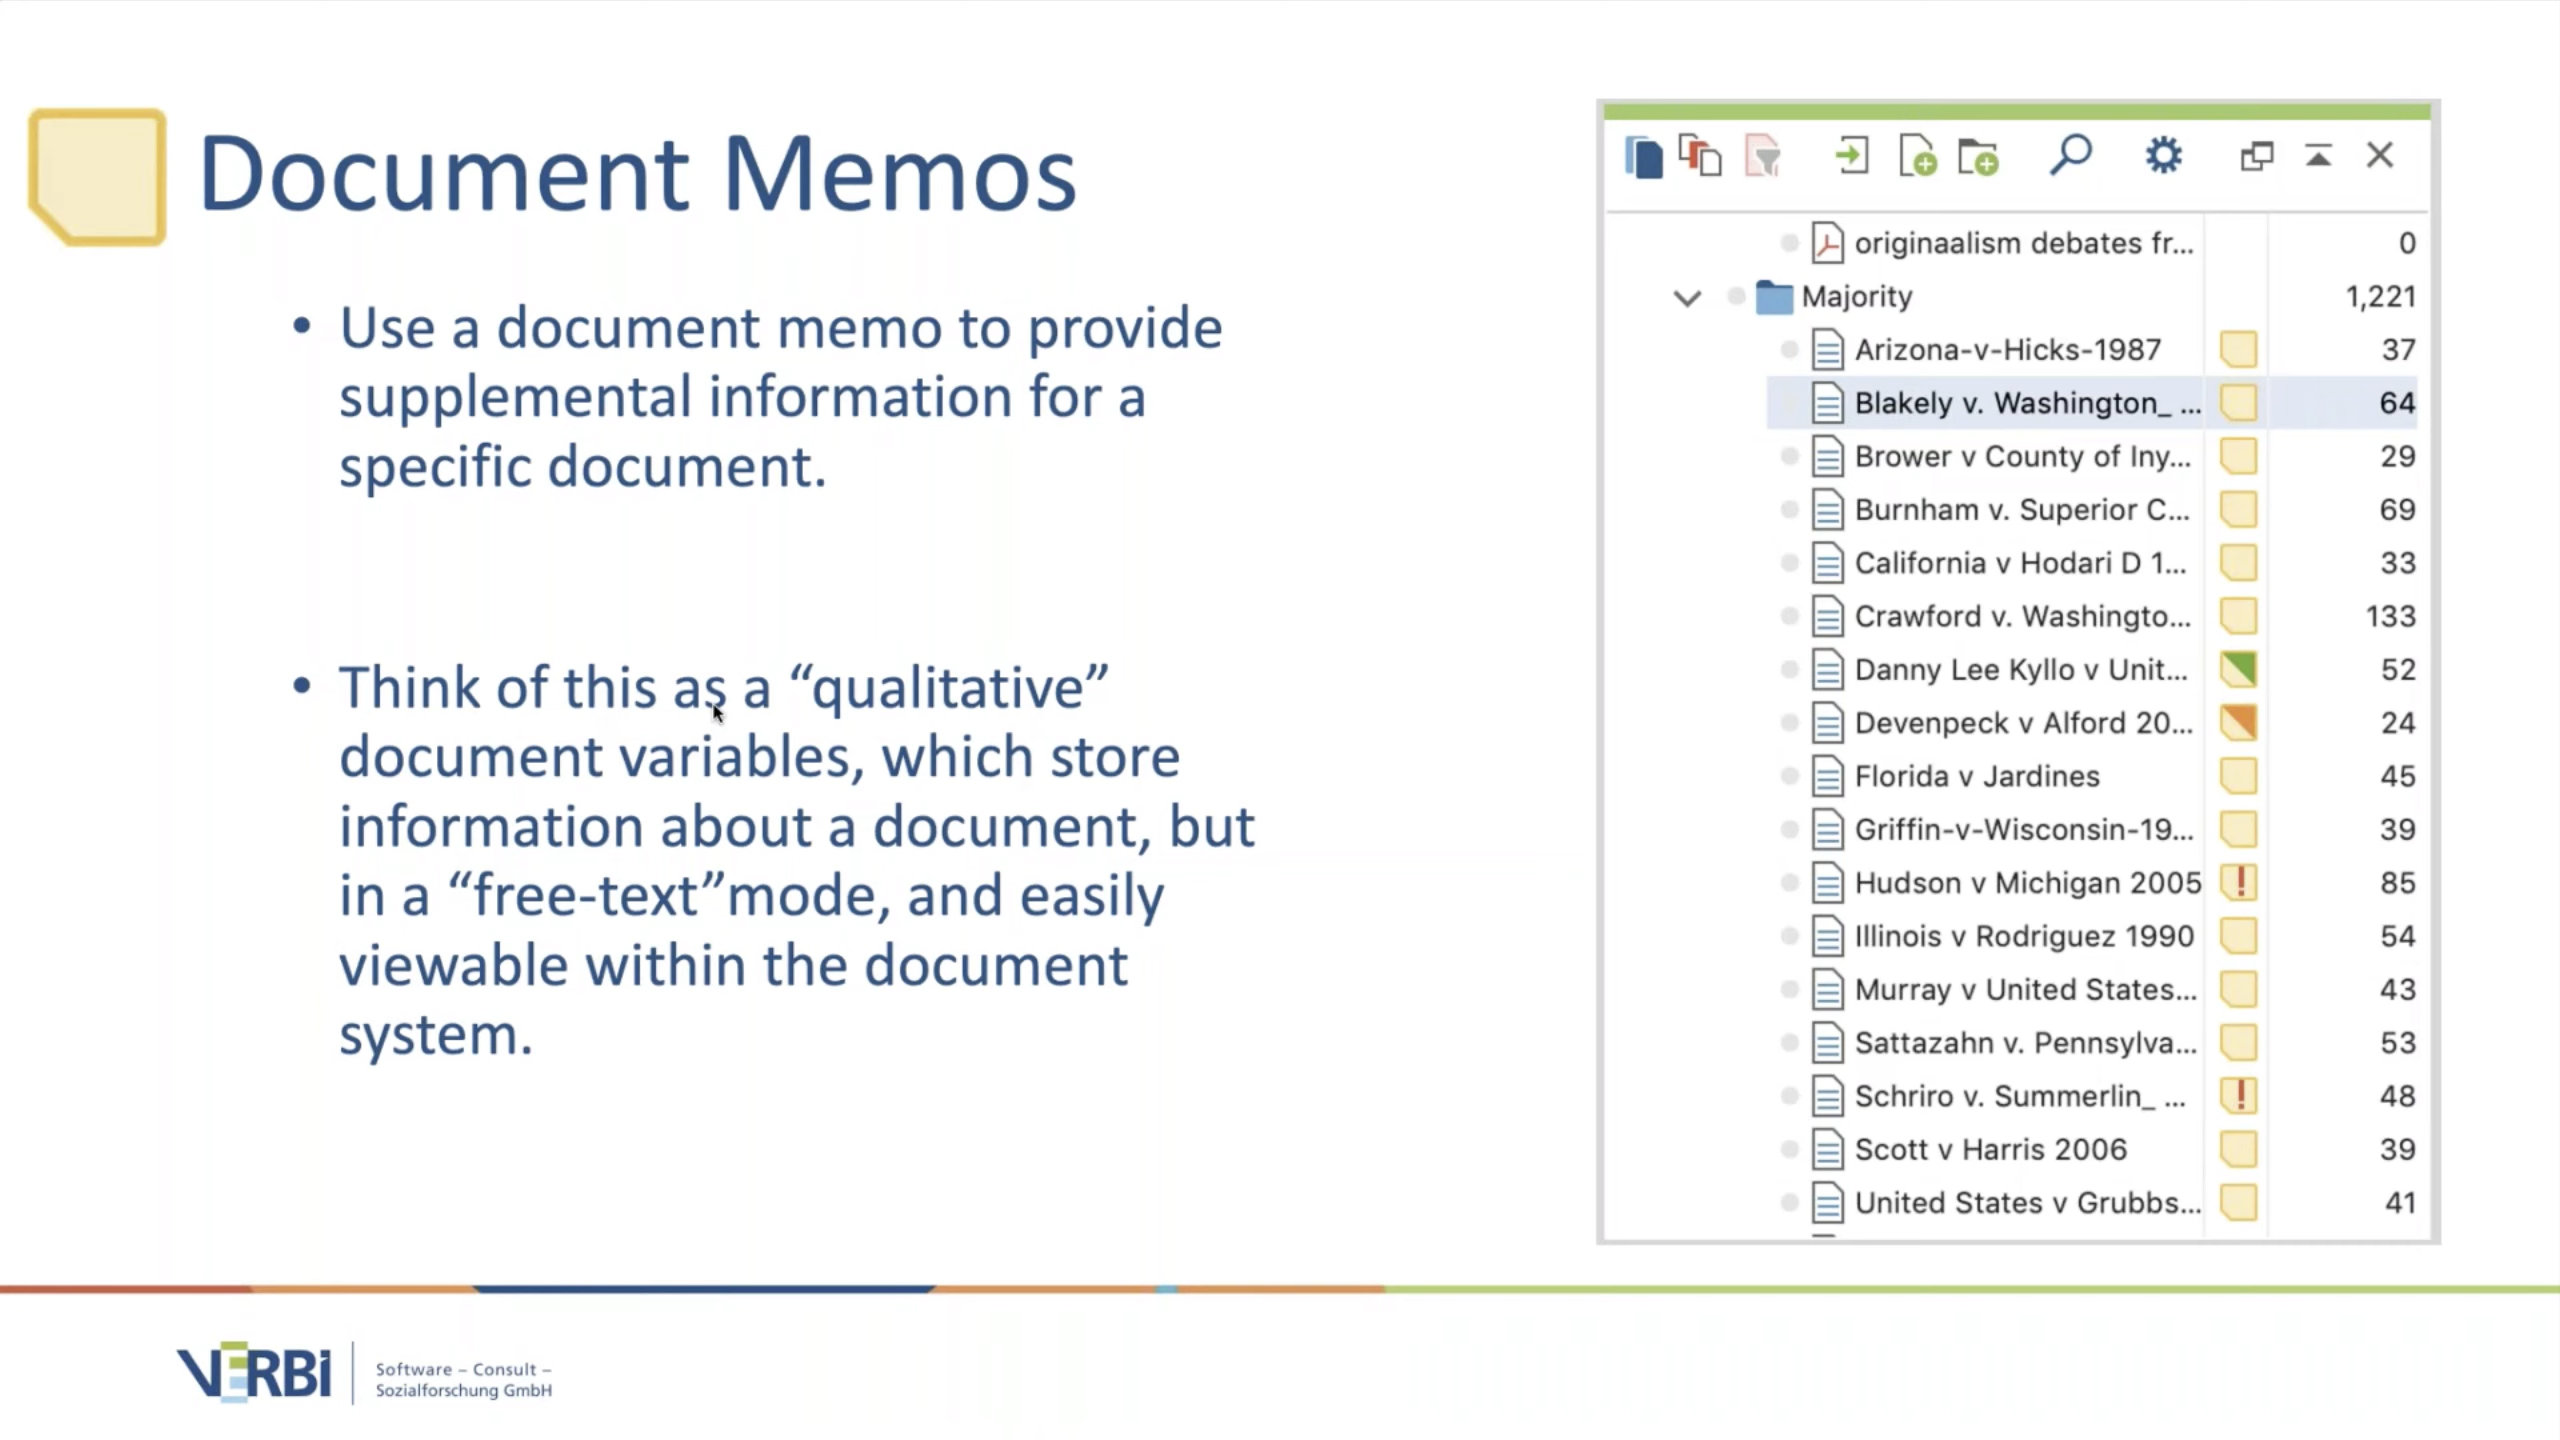 Document Memos
• Use a document memo to provide
supplemental information for a
specific document.
• Think of this as a “qualitative”
document variables, which store
information about a document, but
in a “free-text”mode, and easily
viewable within the document
system.
originaalism debates fr... 0
Majority 1,221
Arizona-v-Hicks-1987 37
Blakely v. Washington_ ... 64
Brower v County of Iny... 29
Burnham v. Superior C... 69
California v Hodari D 1... 33
Crawford v. Washingto... 133
Danny Lee Kyllo v Unit... 52
Devenpeck v Alford 20... 24
Florida v Jardines 45
Griffin-v-Wisconsin-19... 39
Hudson v Michigan 2005 85
Illinois v Rodriguez 1990 54
Murray v United States... 43
Sattazahn v. Pennsylva... 53
Schriro v. Summerlin_ ... 48
Scott v Harris 2006 39
United States v Grubbs... 41
VERBI
Software – Consult –
Sozialforschung GmbH